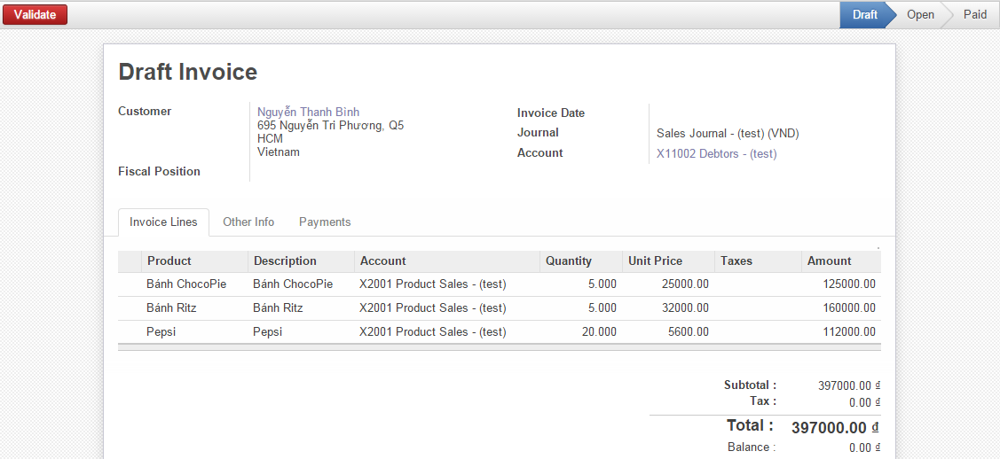 Validate Draft Open Paid
Draft Invoice
Customer
Nguyễn Thanh Bình
695 Nguyễn Tri Phương, Q5
HCM
Vietnam
Fiscal Position
Invoice Date
Journal Sales Journal - (test) (VND)
Account X11002 Debtors - (test)
Invoice Lines Other Info Payments
Product Description Account Quantity Unit Price Taxes Amount
Bánh ChocoPie Bánh ChocoPie X2001 Product Sales - (test) 5.000 25000.00 125000.00
Bánh Ritz Bánh Ritz X2001 Product Sales - (test) 5.000 32000.00 160000.00
Pepsi Pepsi X2001 Product Sales - (test) 20.000 5600.00 112000.00
Subtotal : 397000.00 ₫
Tax : 0.00 ₫
Total : 397000.00 ₫
Balance : 0.00 ₫